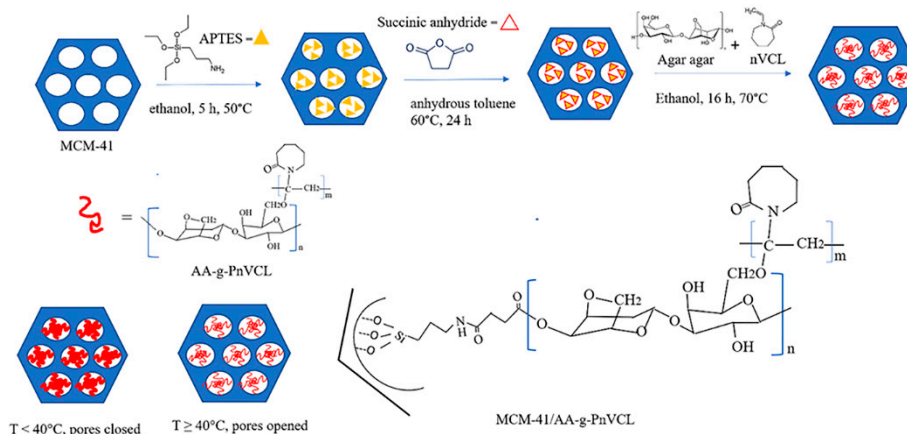 APTES =
Si
O
O
O
NH₂
ethanol, 5 h, 50°C
MCM-41
Succinic anhydride =
O
O
O
anhydrous toluene
60°C, 24 h
Agar agar
+
nVCL
Ethanol, 16 h, 70°C
=
O
N
C
CH₂
m
CH₂O
OH
O
O
O
OH
n
AA-g-PnVCL
T < 40°C, pores closed
T ≥ 40°C, pores opened
O
N
C
CH₂
m
CH₂O
OH
O
CH₂
O
O
O
OH
n
O
O
H
N
Si
O
O
O
MCM-41/AA-g-PnVCL